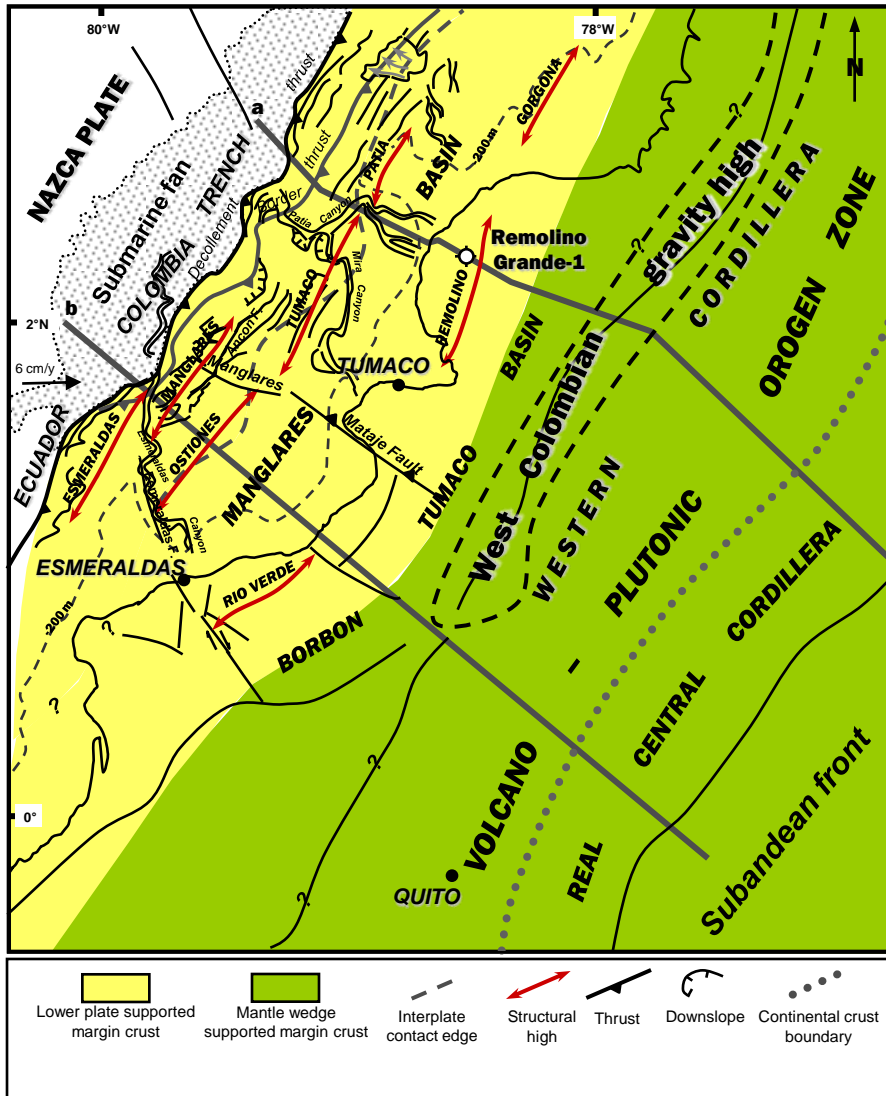 80°W
78°W
N
NAZCA PLATE
Submarine fan
COLOMBIA TRENCH
thrust
Decollement
Border thrust
a
b
2°N
6 cm/y
ECUADOR
0°
PATIA
BASIN
200m
GORGONA
Patia Canyon
Mira Canyon
TUMACO
REMOLINO
Remolino
Grande-1
MANGLARES
Ancon F.
Manglares
TUMACO
ESMERALDAS
OSTIONES
Esmeraldas
Esmeraldas F.
Canyon
MANGLARES
Mataje Fault
TUMACO
BASIN
West Colombian gravity high
WESTERN CORDILLERA
ESMERALDAS
RIO VERDE
BORBON
200 m
?
?
?
?
?
?
?
VOLCANO - PLUTONIC OROGEN ZONE
REAL
CENTRAL CORDILLERA
Subandean front
QUITO
Lower plate supported
margin crust
Mantle wedge
supported margin crust
Interplate
contact edge
Structural
high
Thrust
Downslope
Continental crust
boundary